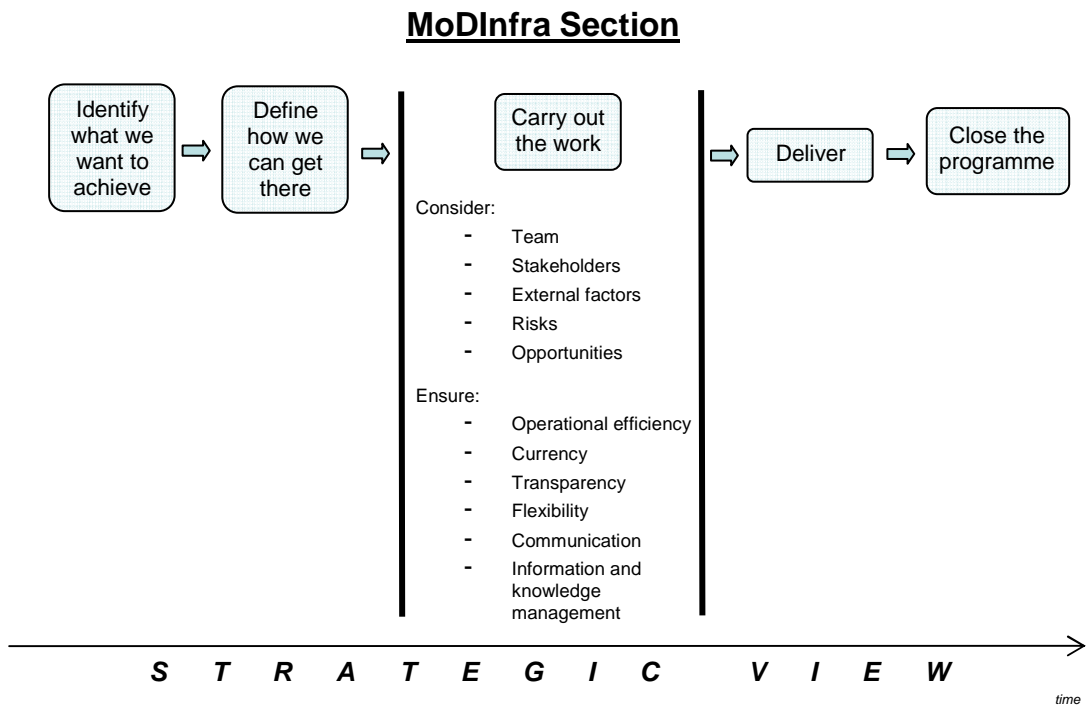 MoDInfra Section
Identify
what we
want to
achieve
Define
how we
can get
there
Carry out
the work
Deliver
Close the
programme
Consider:
- Team
- Stakeholders
- External factors
- Risks
- Opportunities
Ensure:
- Operational efficiency
- Currency
- Transparency
- Flexibility
- Communication
- Information and
knowledge
management
S T R A T E G I C V I E W
time